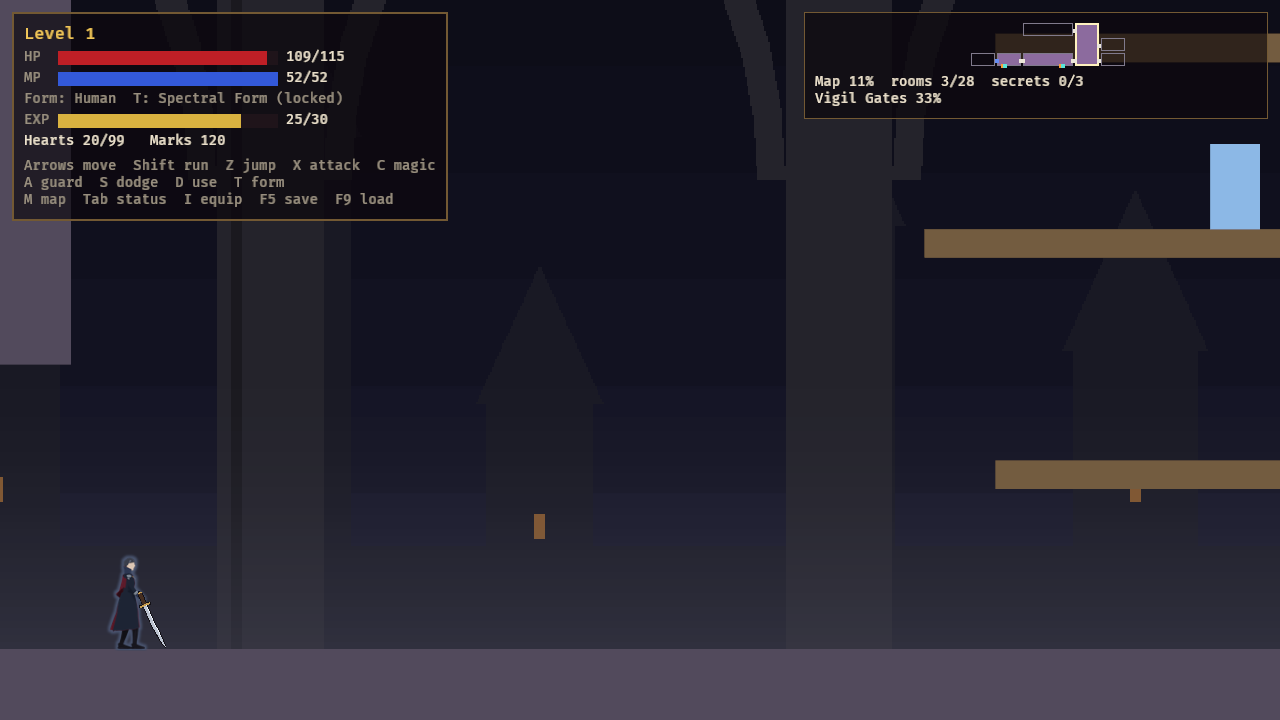 Level 1
HP 109/115
MP 52/52
Form: Human  T: Spectral Form (locked)
EXP 25/30
Hearts 20/99  Marks 120
Arrows move  Shift run  Z jump  X attack  C magic
A guard  S dodge  D use  T form
M map  Tab status  I equip  F5 save  F9 load
Map 11%  rooms 3/28  secrets 0/3
Vigil Gates 33%